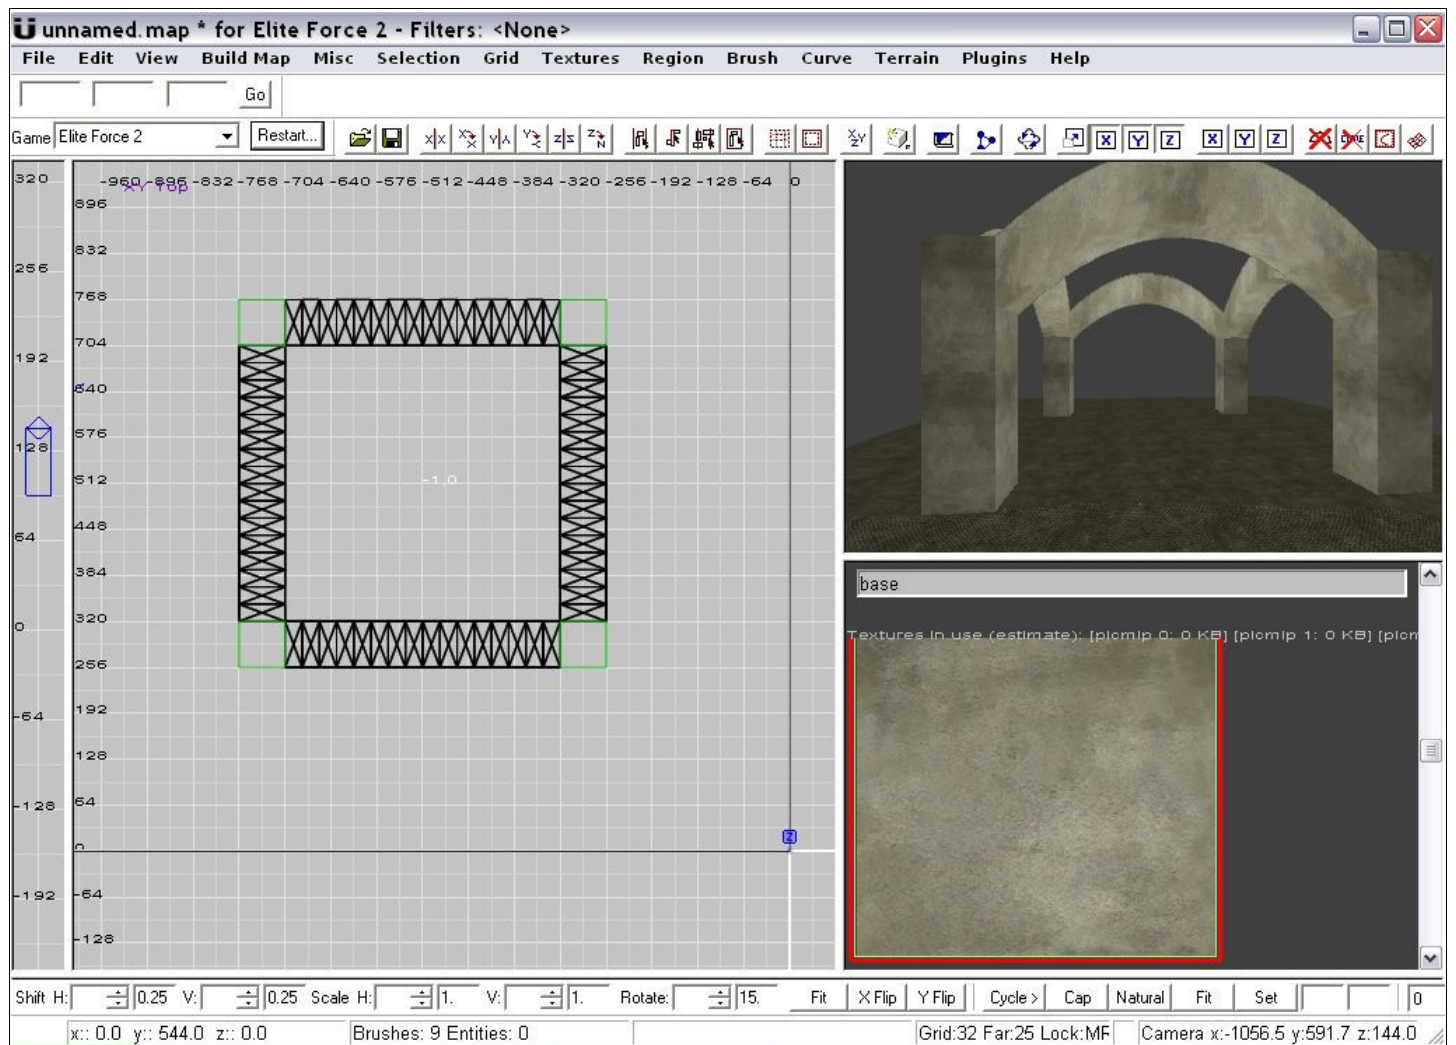 unnamed.map * for Elite Force 2 - Filters: <None>
File Edit View Build Map Misc Selection Grid Textures Region Brush Curve Terrain Plugins Help
Go
Game Elite Force 2 Restart...
320 256 192 128 64 0 -64 -128 -192
-960 -896 -832 -768 -704 -640 -576 -512 -448 -384 -320 -256 -192 -128 -64 0
XY Top
896
832
768
704
640
576
512
448
384
320
256
192
128
64
0
-64
-128
-1,0
Z
base
Textures in use (estimate): [picmip 0: 0 KB] [picmip 1: 0 KB] [picm
Shift H: 0.25 V: 0.25 Scale H: 1. V: 1. Rotate: 15. Fit X Flip Y Flip Cycle > Cap Natural Fit Set 0
x:: 0.0 y:: 544.0 z:: 0.0 Brushes: 9 Entities: 0 Grid:32 Far:25 Lock:MR Camera x:-1056.5 y:591.7 z:144.0